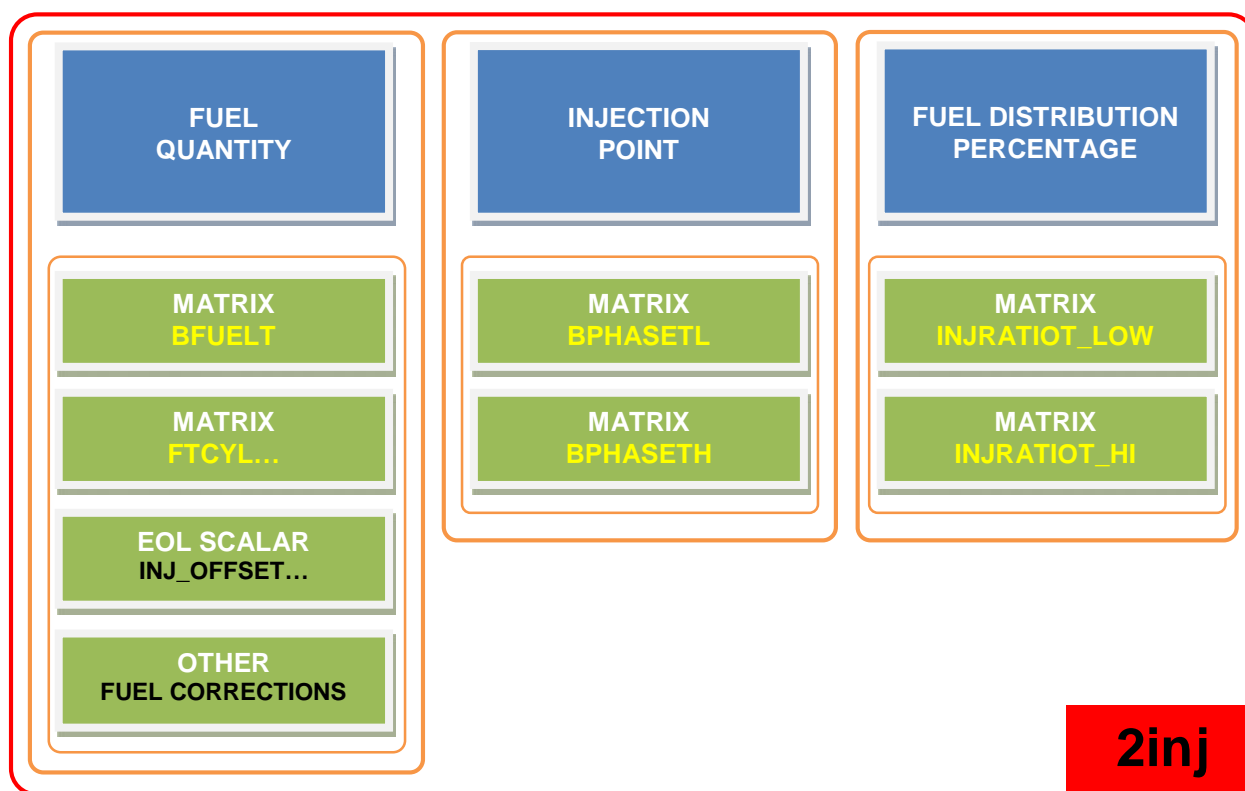 FUEL
QUANTITY
MATRIX
BFUELT
MATRIX
FTCYL…
EOL SCALAR
INJ_OFFSET…
OTHER
FUEL CORRECTIONS
INJECTION
POINT
MATRIX
BPHASETL
MATRIX
BPHASETH
FUEL DISTRIBUTION
PERCENTAGE
MATRIX
INJRATIOT_LOW
MATRIX
INJRATIOT_HI
2inj